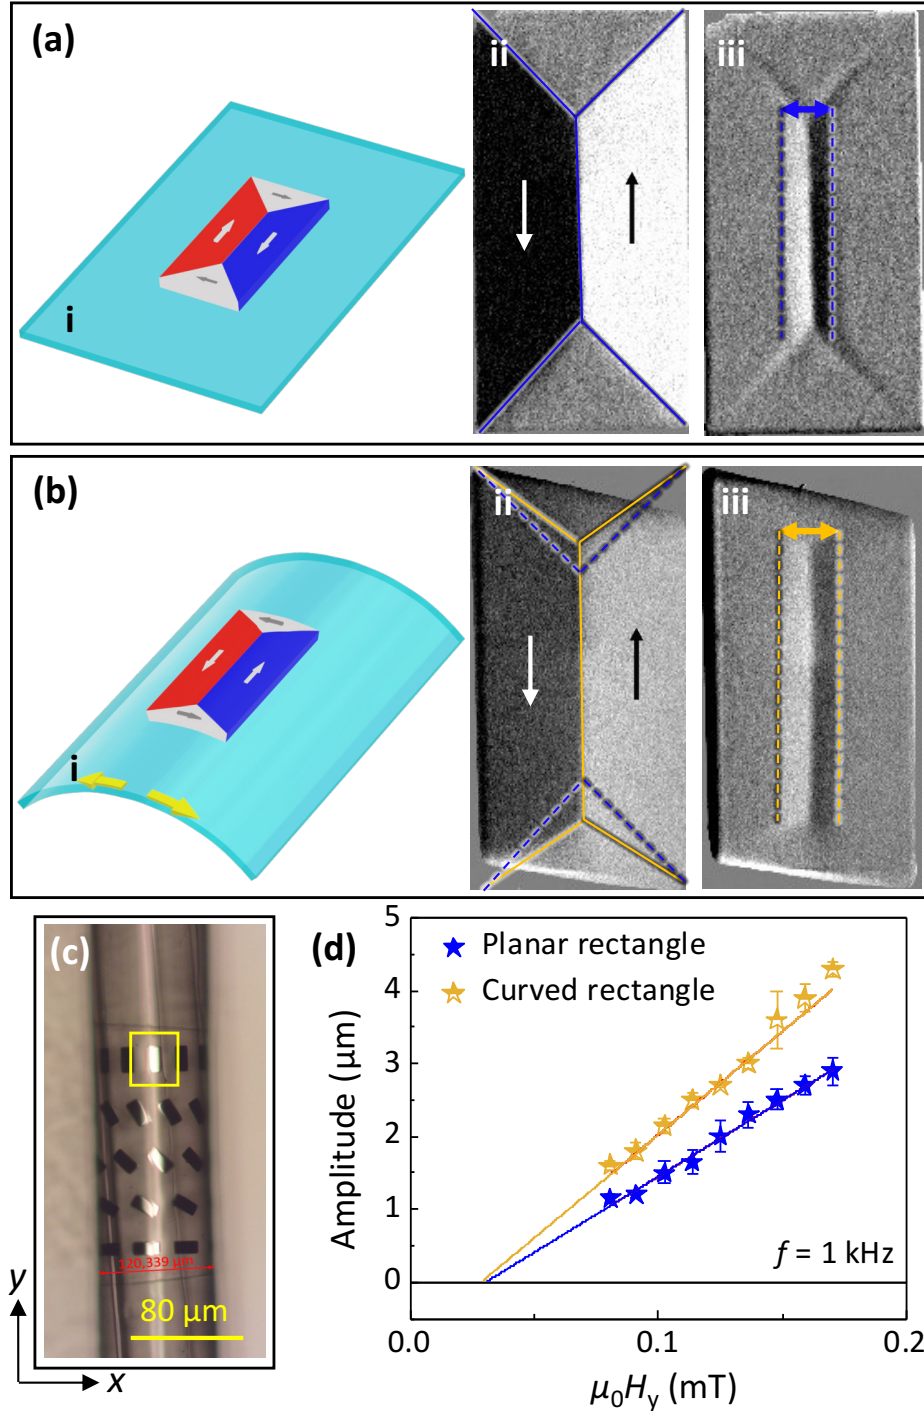 (a)
i
ii
iii
(b)
i
ii
iii
(c)
120,339 µm
80 µm
y
x
(d)
Planar rectangle
Curved rectangle
Amplitude (µm)
5
4
3
2
1
0
f = 1 kHz
0.0
0.1
0.2
µ₀Hy (mT)